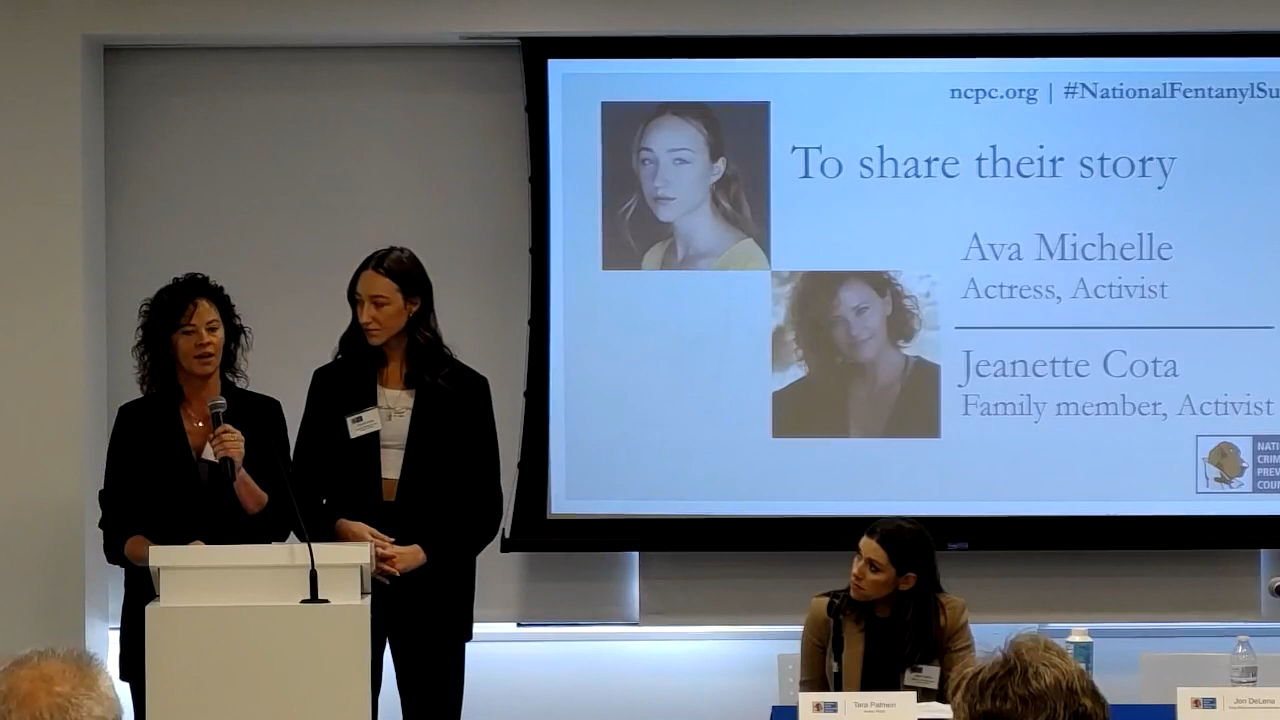 ncpc.org | #NationalFentanylSu
To share their story
Ava Michelle
Actress, Activist
Jeanette Cota
Family member, Activist
NATI
CRIM
PREV
COUN
Tara Palmeri
Jon DeLena